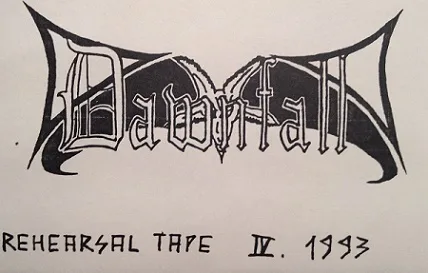 Dawnfall
REHEARSAL TAPE IV. 1993